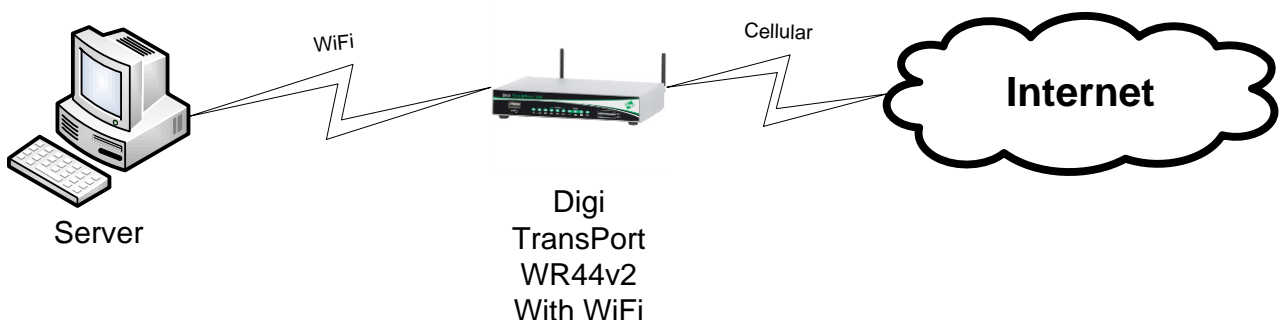 WiFi
Cellular
Internet
Server
Digi
TransPort
WR44v2
With WiFi